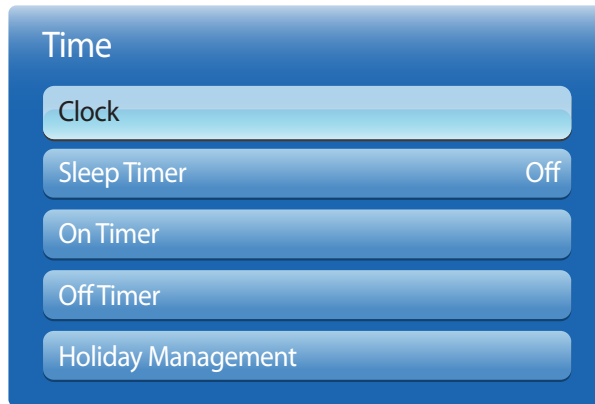 Time
Clock
Sleep Timer Off
On Timer
Off Timer
Holiday Management